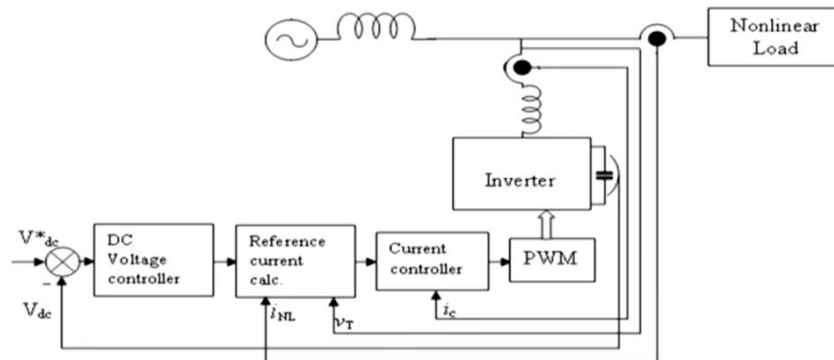 Nonlinear
Load
Inverter
V*dc
DC
Voltage
controller
Reference
current
calc.
Current
controller
PWM
−
Vdc
iNL
vT
ic